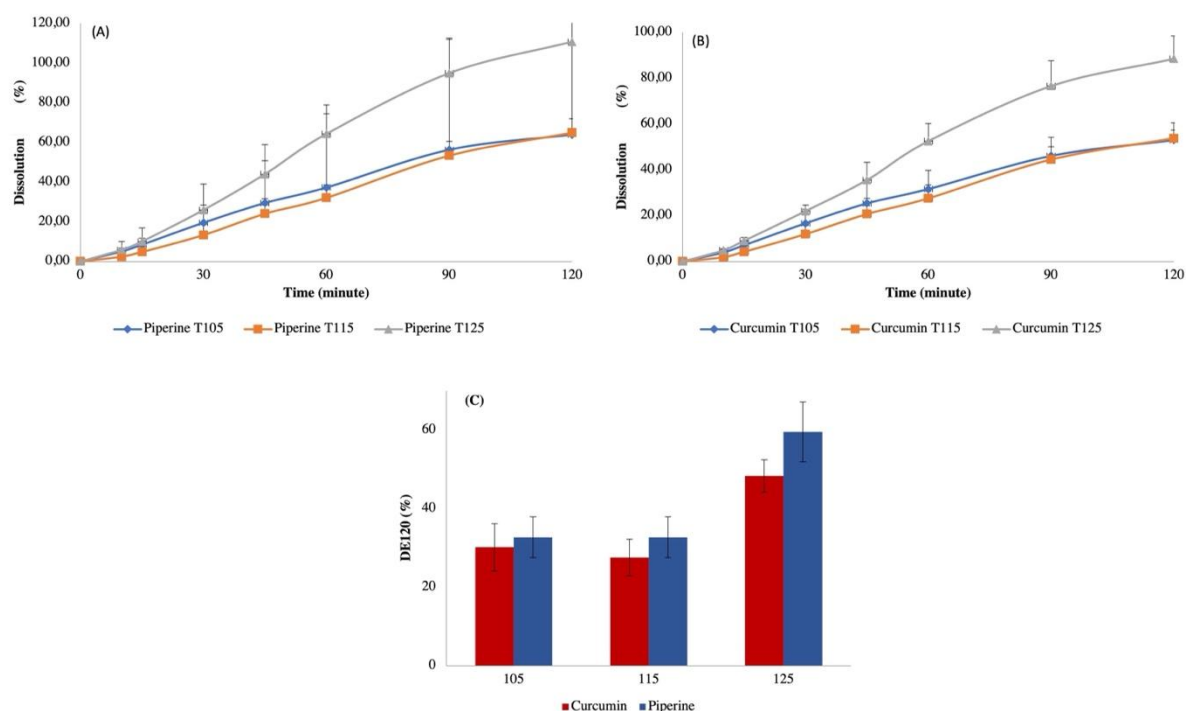 (A)
120,00
100,00
80,00
60,00
40,00
20,00
0,00
Dissolution (%)
0 30 60 90 120
Time (minute)
Piperine T105 Piperine T115 Piperine T125
(B)
100,00
80,00
60,00
40,00
20,00
0,00
Dissolution (%)
0 30 60 90 120
Time (minute)
Curcumin T105 Curcumin T115 Curcumin T125
(C)
60
40
20
0
DE120 (%)
105 115 125
Curcumin Piperine